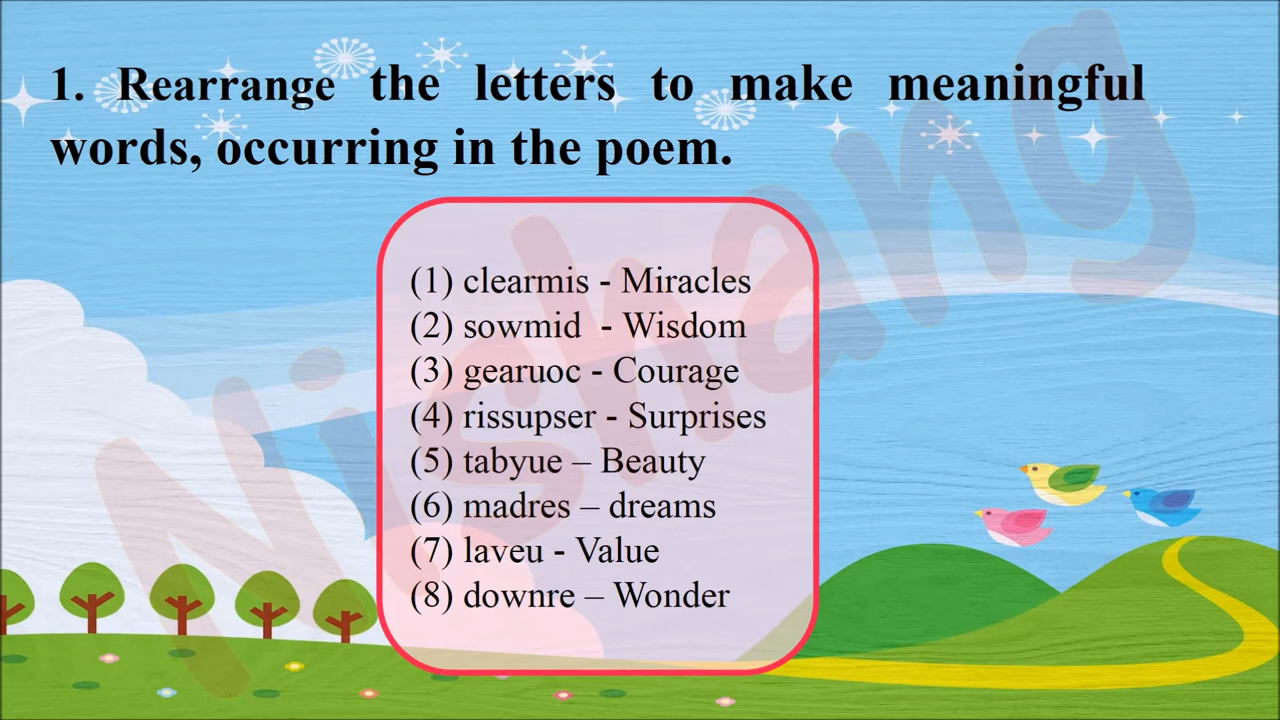 1. Rearrange the letters to make meaningful
words, occurring in the poem.
(1) clearmis - Miracles
(2) sowmid - Wisdom
(3) gearuoc - Courage
(4) rissupser - Surprises
(5) tabyue – Beauty
(6) madres – dreams
(7) laveu - Value
(8) downre – Wonder
Nishang